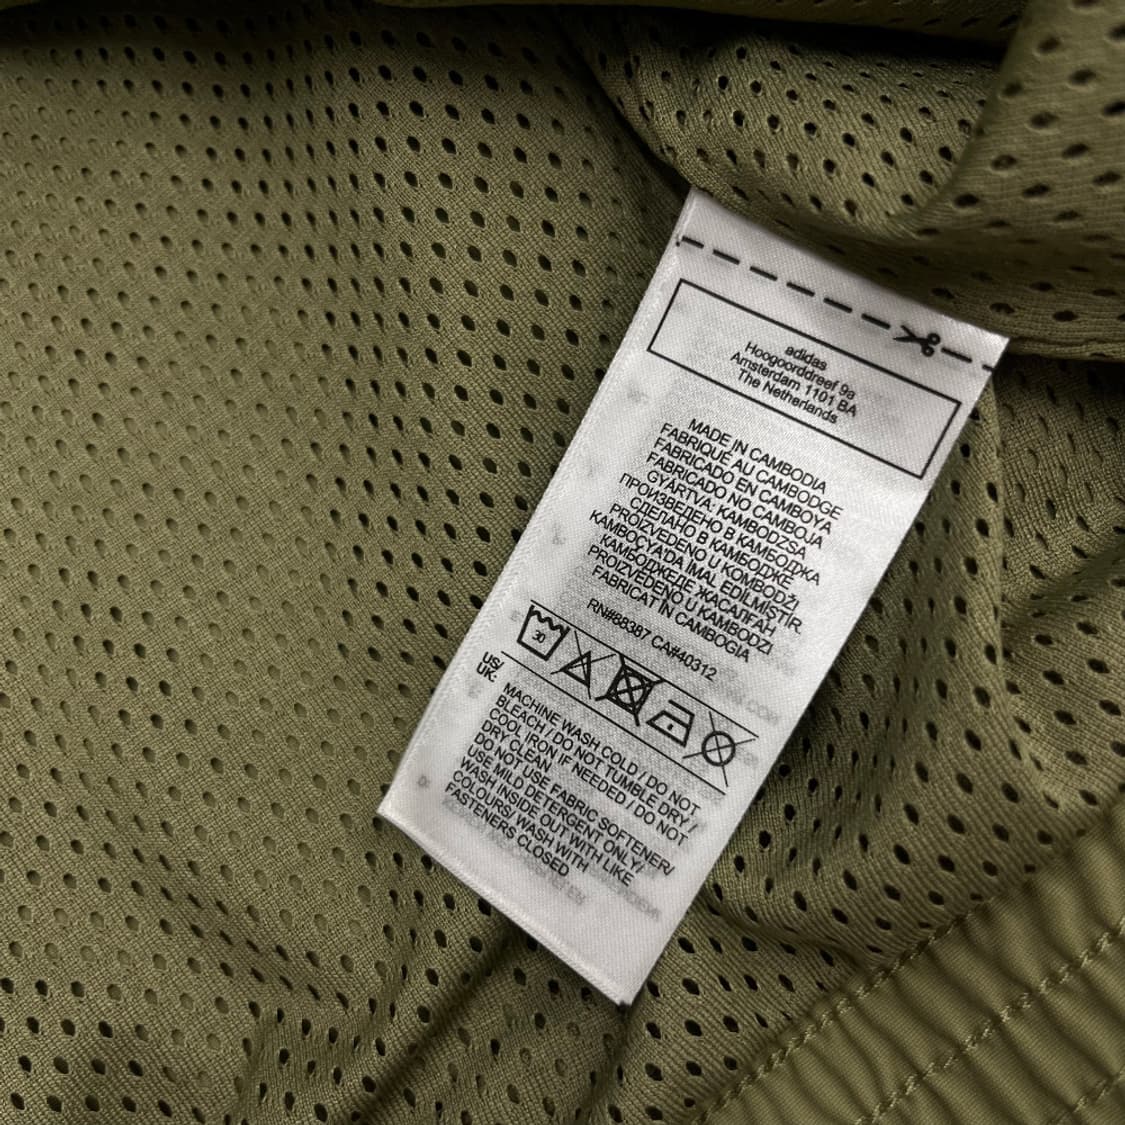 adidas
Hoogoorddreef 9a
Amsterdam 1101 BA
The Netherlands
MADE IN CAMBODIA
FABRIQUÉ AU CAMBODGE
FABRICADO EN CAMBOYA
FABRICADO NO CAMBOJA
GYÁRTVA: KAMBODZSA
ПРОИЗВЕДЕНО В КАМБОДЖА
СДЕЛАНО В КАМБОДЖЕ
PROIZVEDENO U KOMBODŽI
KAMBOÇYA'DA İMAL EDİLMİŞTİR.
КАМБОДЖЕДЕ ЖАСАЛҒАН
PROIZVEDENO U KAMBODZI
FABRICAT ÎN CAMBOGIA
RN#88387 CA#40312
30
US/
UK:
MACHINE WASH COLD / DO NOT
BLEACH / DO NOT TUMBLE DRY /
COOL IRON IF NEEDED / DO NOT
DRY CLEAN
DO NOT USE FABRIC SOFTENER/
USE MILD DETERGENT ONLY/
WASH INSIDE OUT WITH LIKE
COLOURS/ WASH WITH
FASTENERS CLOSED